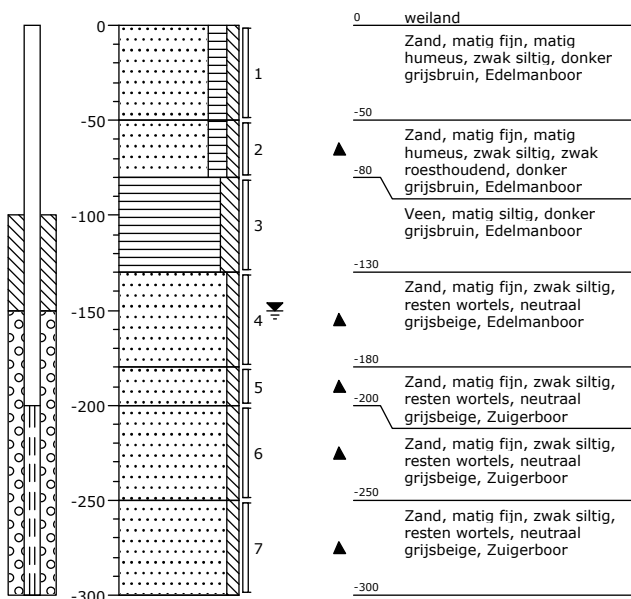 0
-50
-100
-150
-200
-250
-300
1
2
3
4
5
6
7
0 weiland
Zand, matig fijn, matig
humeus, zwak siltig, donker
grijsbruin, Edelmanboor
-50
Zand, matig fijn, matig
humeus, zwak siltig, zwak
roesthoudend, donker
grijsbruin, Edelmanboor
-80
Veen, matig siltig, donker
grijsbruin, Edelmanboor
-130
Zand, matig fijn, zwak siltig,
resten wortels, neutraal
grijsbeige, Edelmanboor
-180
Zand, matig fijn, zwak siltig,
resten wortels, neutraal
grijsbeige, Zuigerboor
-200
Zand, matig fijn, zwak siltig,
resten wortels, neutraal
grijsbeige, Zuigerboor
-250
Zand, matig fijn, zwak siltig,
resten wortels, neutraal
grijsbeige, Zuigerboor
-300